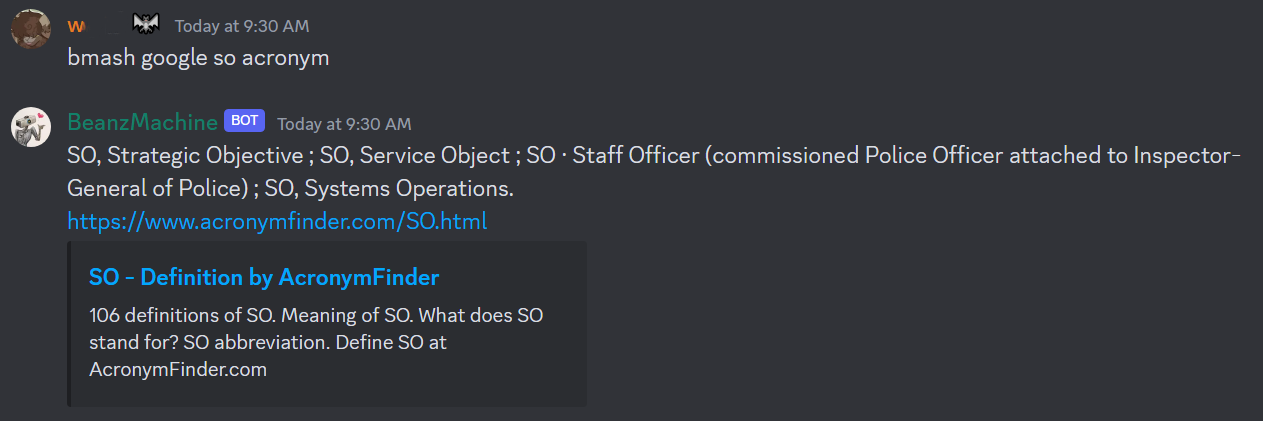 Today at 9:30 AM
bmash google so acronym
BeanzMachine BOT Today at 9:30 AM
SO, Strategic Objective ; SO, Service Object ; SO · Staff Officer (commissioned Police Officer attached to Inspector-
General of Police) ; SO, Systems Operations.
https://www.acronymfinder.com/SO.html
SO - Definition by AcronymFinder
106 definitions of SO. Meaning of SO. What does SO
stand for? SO abbreviation. Define SO at
AcronymFinder.com